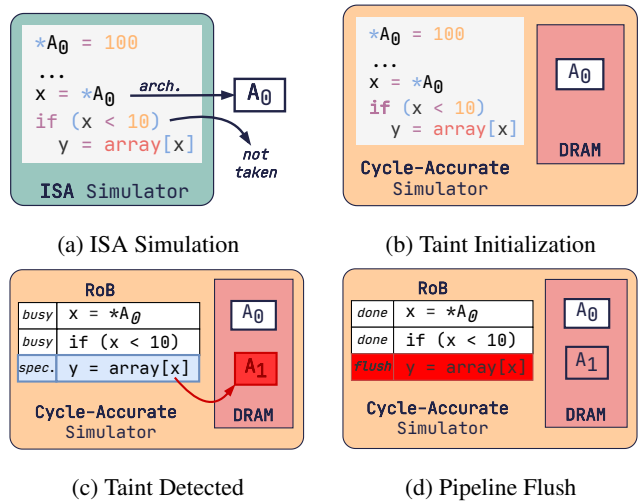 *A0 = 100
...
x = *A0
arch.
A0
if (x < 10)
y = array[x]
not
taken
ISA Simulator
(a) ISA Simulation
*A0 = 100
...
x = *A0
if (x < 10)
y = array[x]
A0
DRAM
Cycle-Accurate
Simulator
(b) Taint Initialization
RoB
busy x = *A0
busy if (x < 10)
spec. y = array[x]
A0
A1
DRAM
Cycle-Accurate
Simulator
(c) Taint Detected
RoB
done x = *A0
done if (x < 10)
flush y = array[x]
A0
A1
DRAM
Cycle-Accurate
Simulator
(d) Pipeline Flush